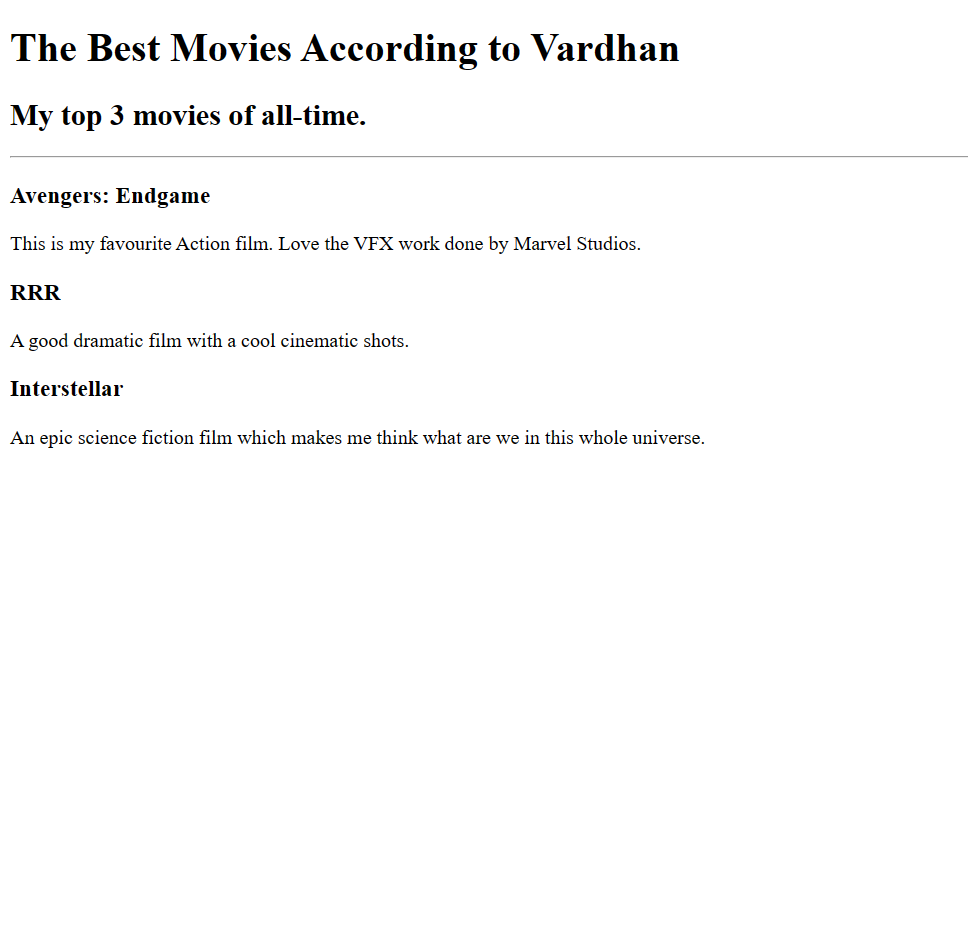 The Best Movies According to Vardhan
My top 3 movies of all-time.
Avengers: Endgame
This is my favourite Action film. Love the VFX work done by Marvel Studios.
RRR
A good dramatic film with a cool cinematic shots.
Interstellar
An epic science fiction film which makes me think what are we in this whole universe.